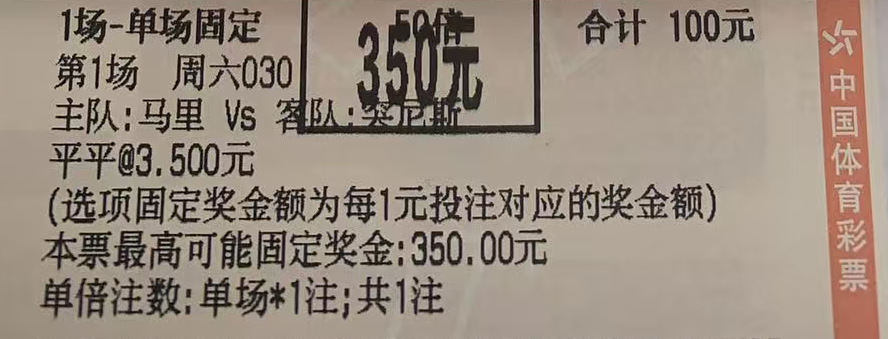 1场-单场固定 50倍 合计 100元
350元
第1场 周六030
主队:马里 Vs 客队:突尼斯
平平@3.500元
(选项固定奖金额为每1元投注对应的奖金额)
本票最高可能固定奖金:350.00元
单倍注数:单场*1注;共1注
中国体育彩票